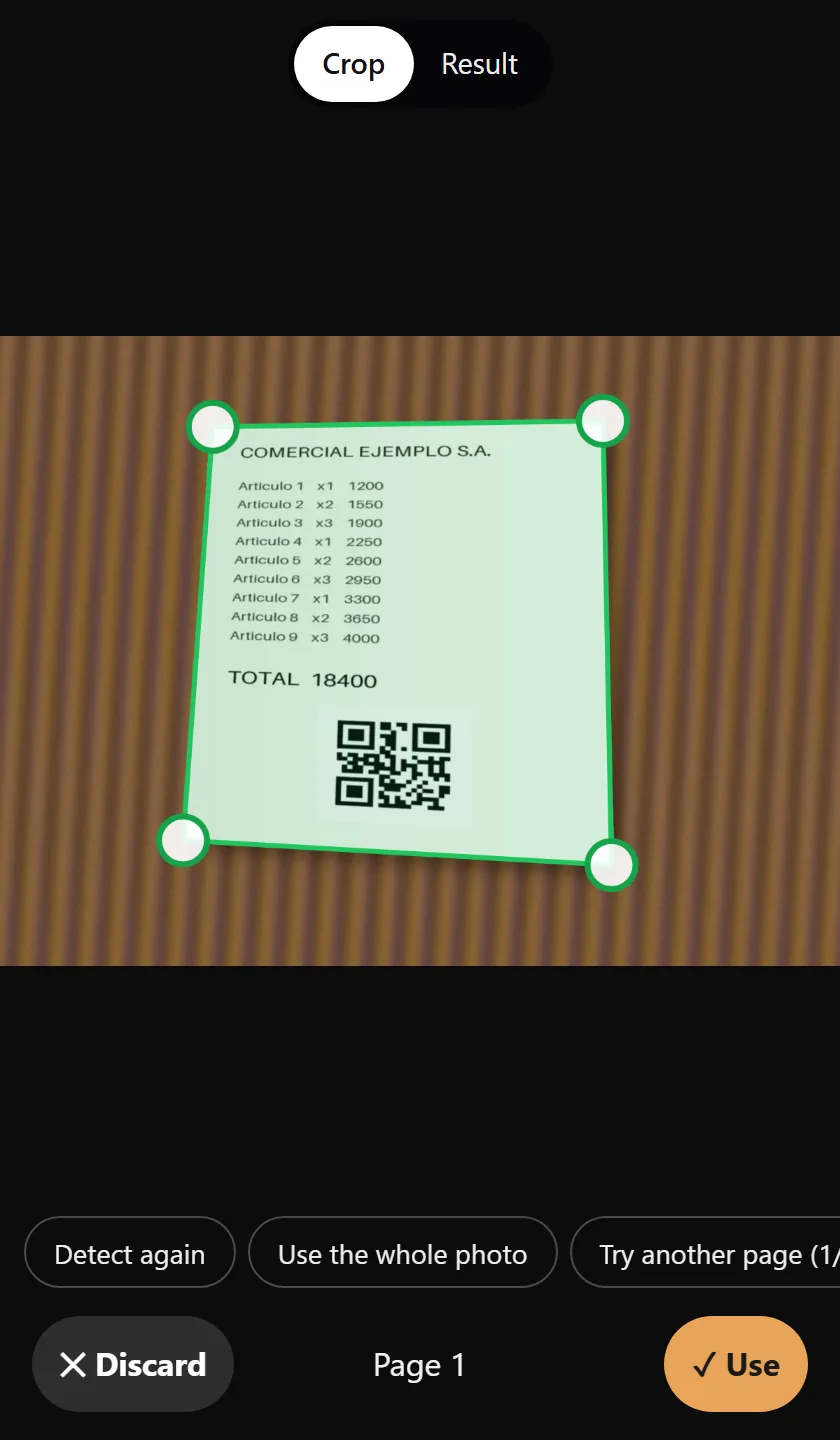 Crop Result
COMERCIAL EJEMPLO S.A.
Articulo 1 x1 1200
Articulo 2 x2 1550
Articulo 3 x3 1900
Articulo 4 x1 2250
Articulo 5 x2 2600
Articulo 6 x3 2950
Articulo 7 x1 3300
Articulo 8 x2 3650
Articulo 9 x3 4000
TOTAL 18400
Detect again Use the whole photo Try another page (1/
Discard Page 1 Use